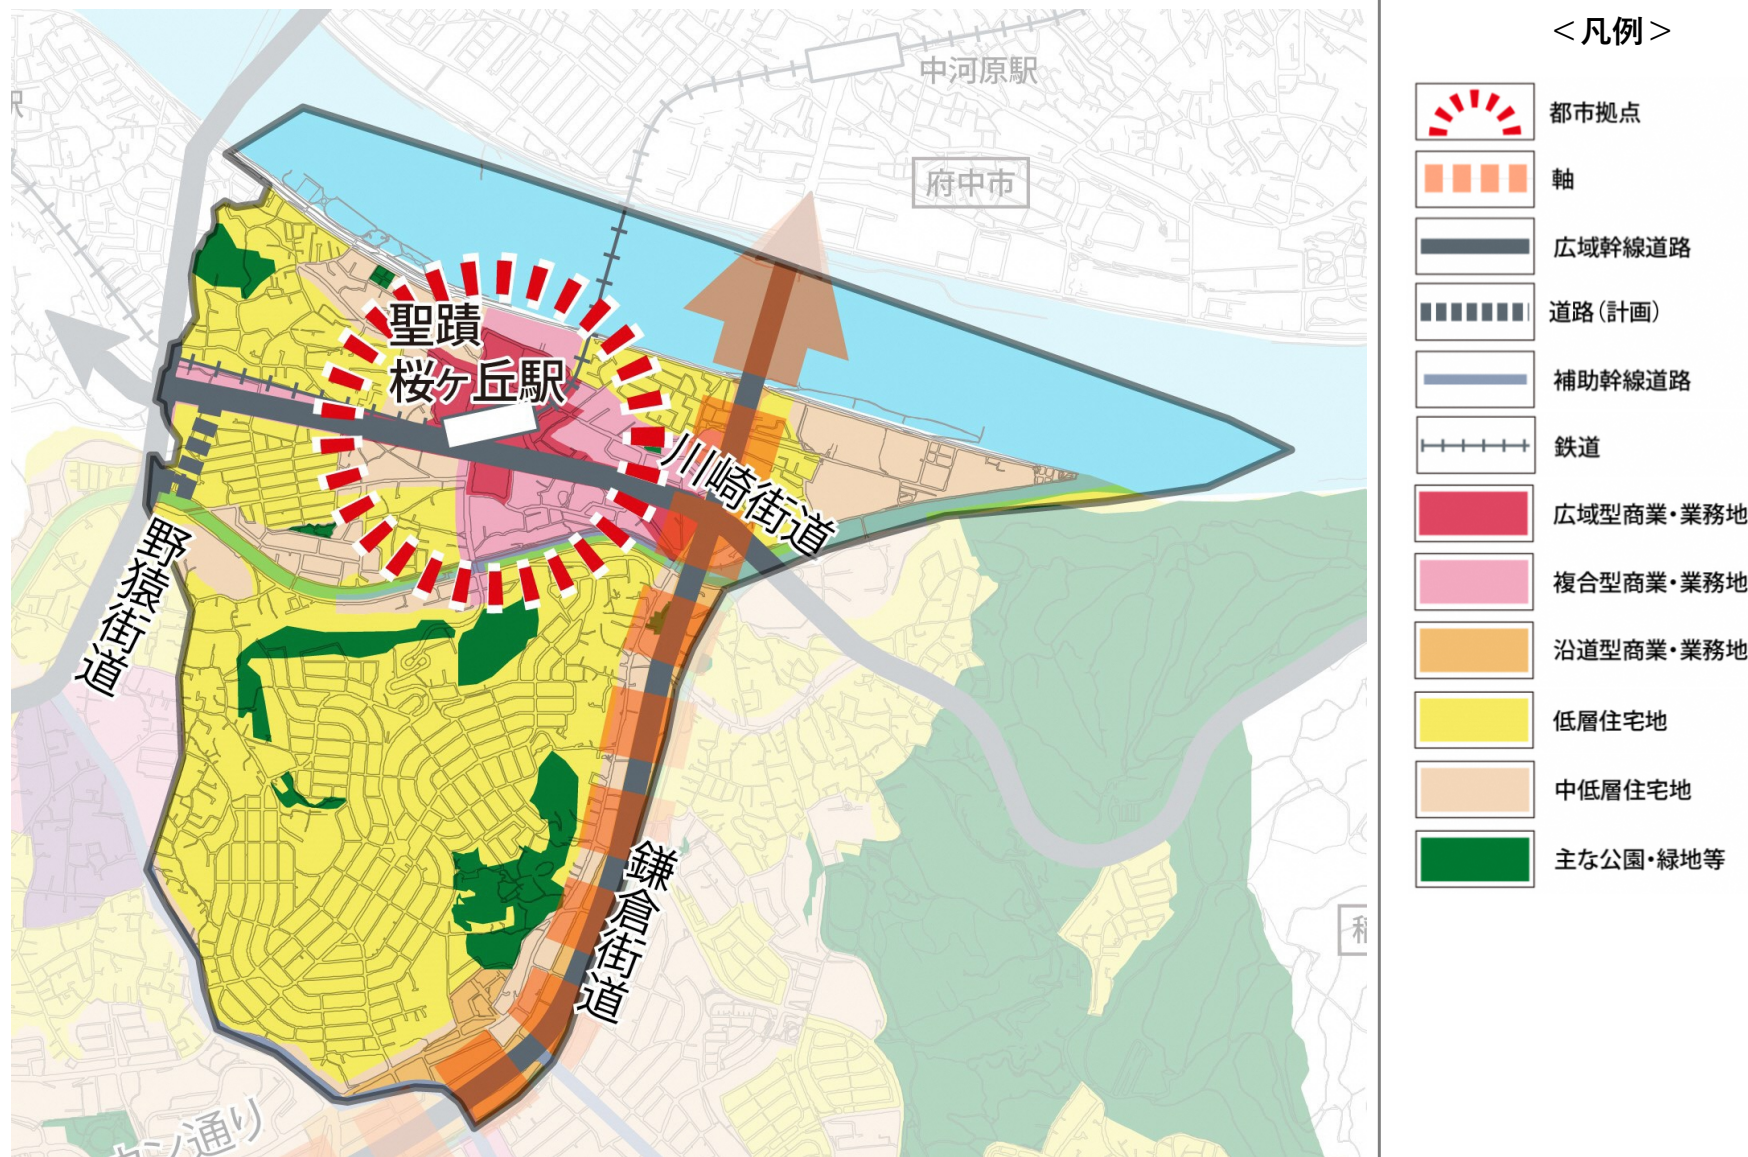 中河原駅
府中市
聖蹟
桜ヶ丘駅
川崎街道
野猿街道
鎌倉街道
ン通り
駅
<凡例>
都市拠点
軸
広域幹線道路
道路(計画)
補助幹線道路
鉄道
広域型商業・業務地
複合型商業・業務地
沿道型商業・業務地
低層住宅地
中低層住宅地
主な公園・緑地等